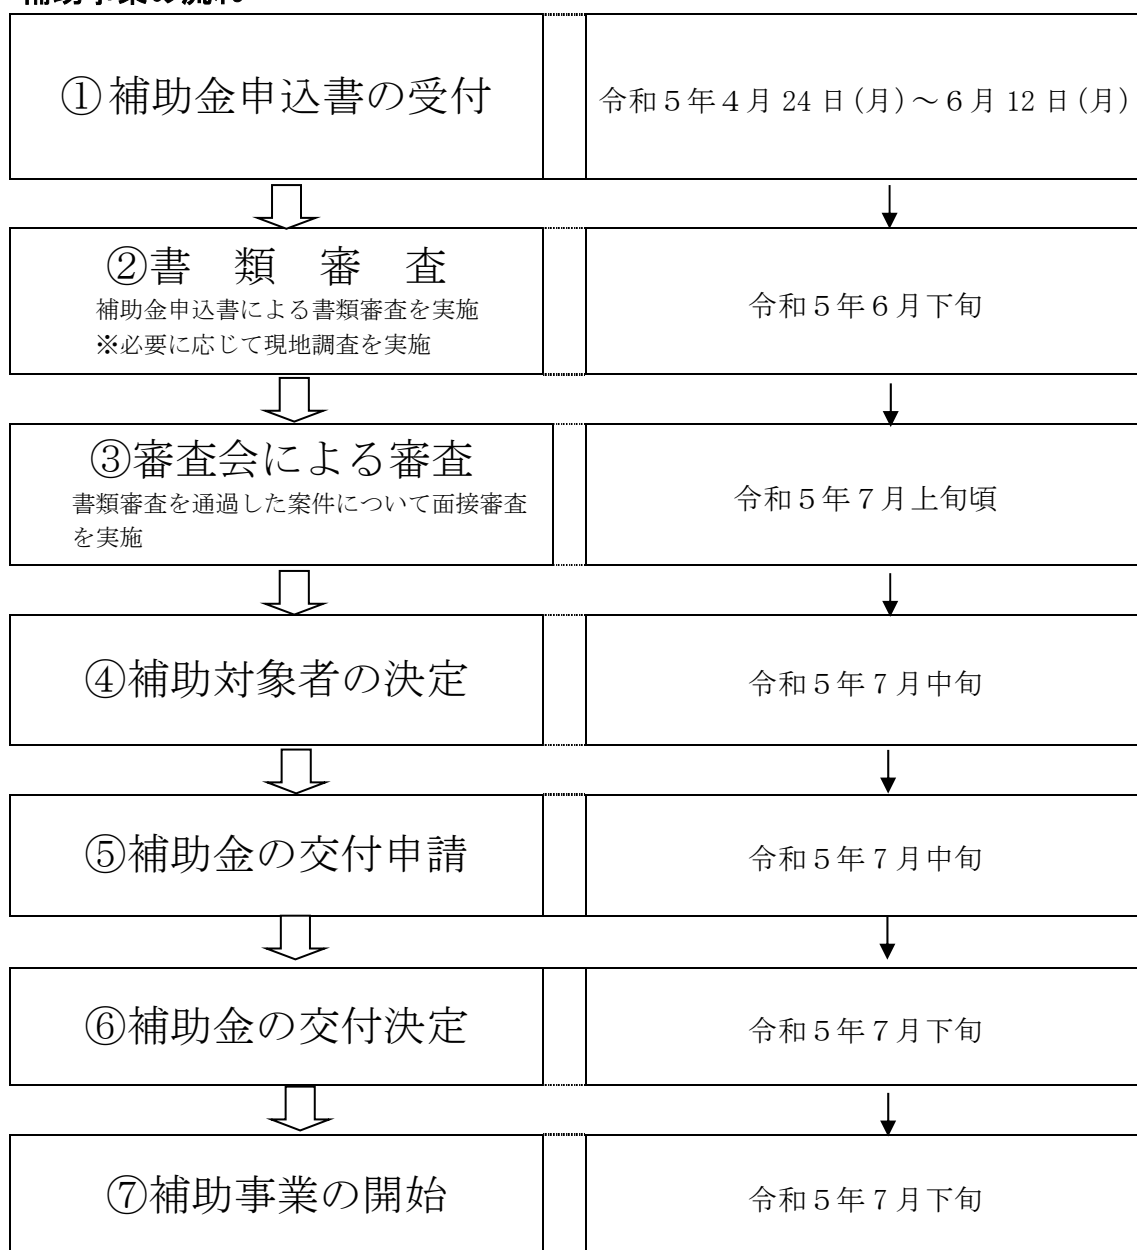 補助事業の流れ
①補助金申込書の受付
令和５年４月 24 日(月)～６月 12 日(月)
②書　類　審　査
補助金申込書による書類審査を実施
※必要に応じて現地調査を実施
令和５年６月下旬
③審査会による審査
書類審査を通過した案件について面接審査
を実施
令和５年７月上旬頃
④補助対象者の決定
令和５年７月中旬
⑤補助金の交付申請
令和５年７月中旬
⑥補助金の交付決定
令和５年７月下旬
⑦補助事業の開始
令和５年７月下旬